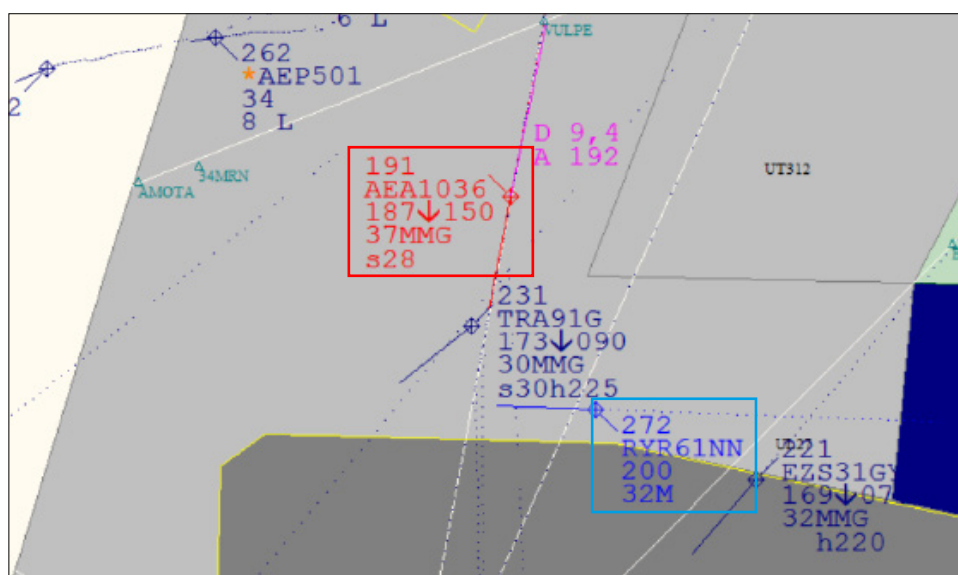 6 L
VULPE
262
*AEP501
34
8 L
2
D 9,4
A 192
UT312
34MRN
AMOTA
191
AEA1036
187↓150
37MMG
s28
231
TRA91G
173↓090
30MMG
s30h225
272
RYR61NN
200
32M
221
EZS31GY
169↓07
32MMG
h220